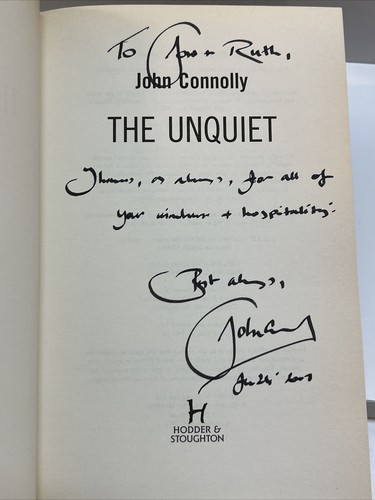 To Ruth,
John Connolly
THE UNQUIET
Thanks, as always, for all of
your kindness + hospitality.
Best always,
John
H
HODDER &
STOUGHTON